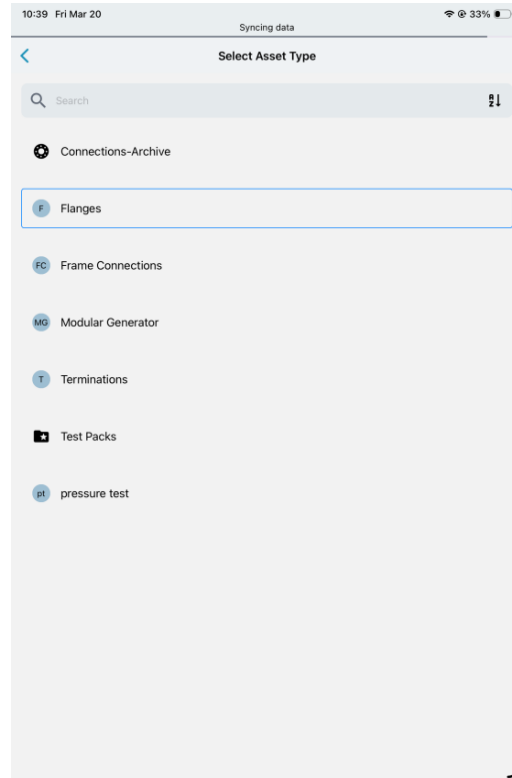 10:39 Fri Mar 20
33%
Syncing data
Select Asset Type
Search
Connections-Archive
F Flanges
FC Frame Connections
MG Modular Generator
T Terminations
Test Packs
pt pressure test